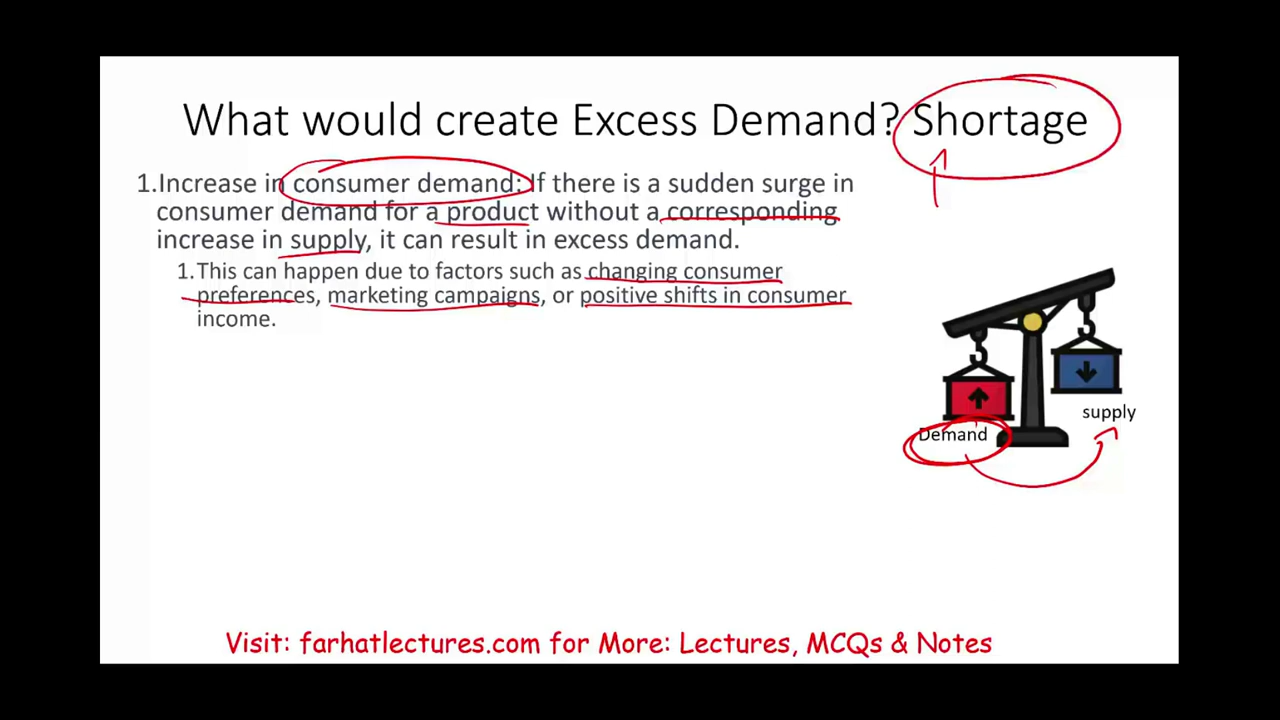 What would create Excess Demand? Shortage
1.Increase in consumer demand: If there is a sudden surge in
consumer demand for a product without a corresponding
increase in supply, it can result in excess demand.
1.This can happen due to factors such as changing consumer
preferences, marketing campaigns, or positive shifts in consumer
income.
supply
Demand
Visit: farhatlectures.com for More: Lectures, MCQs & Notes